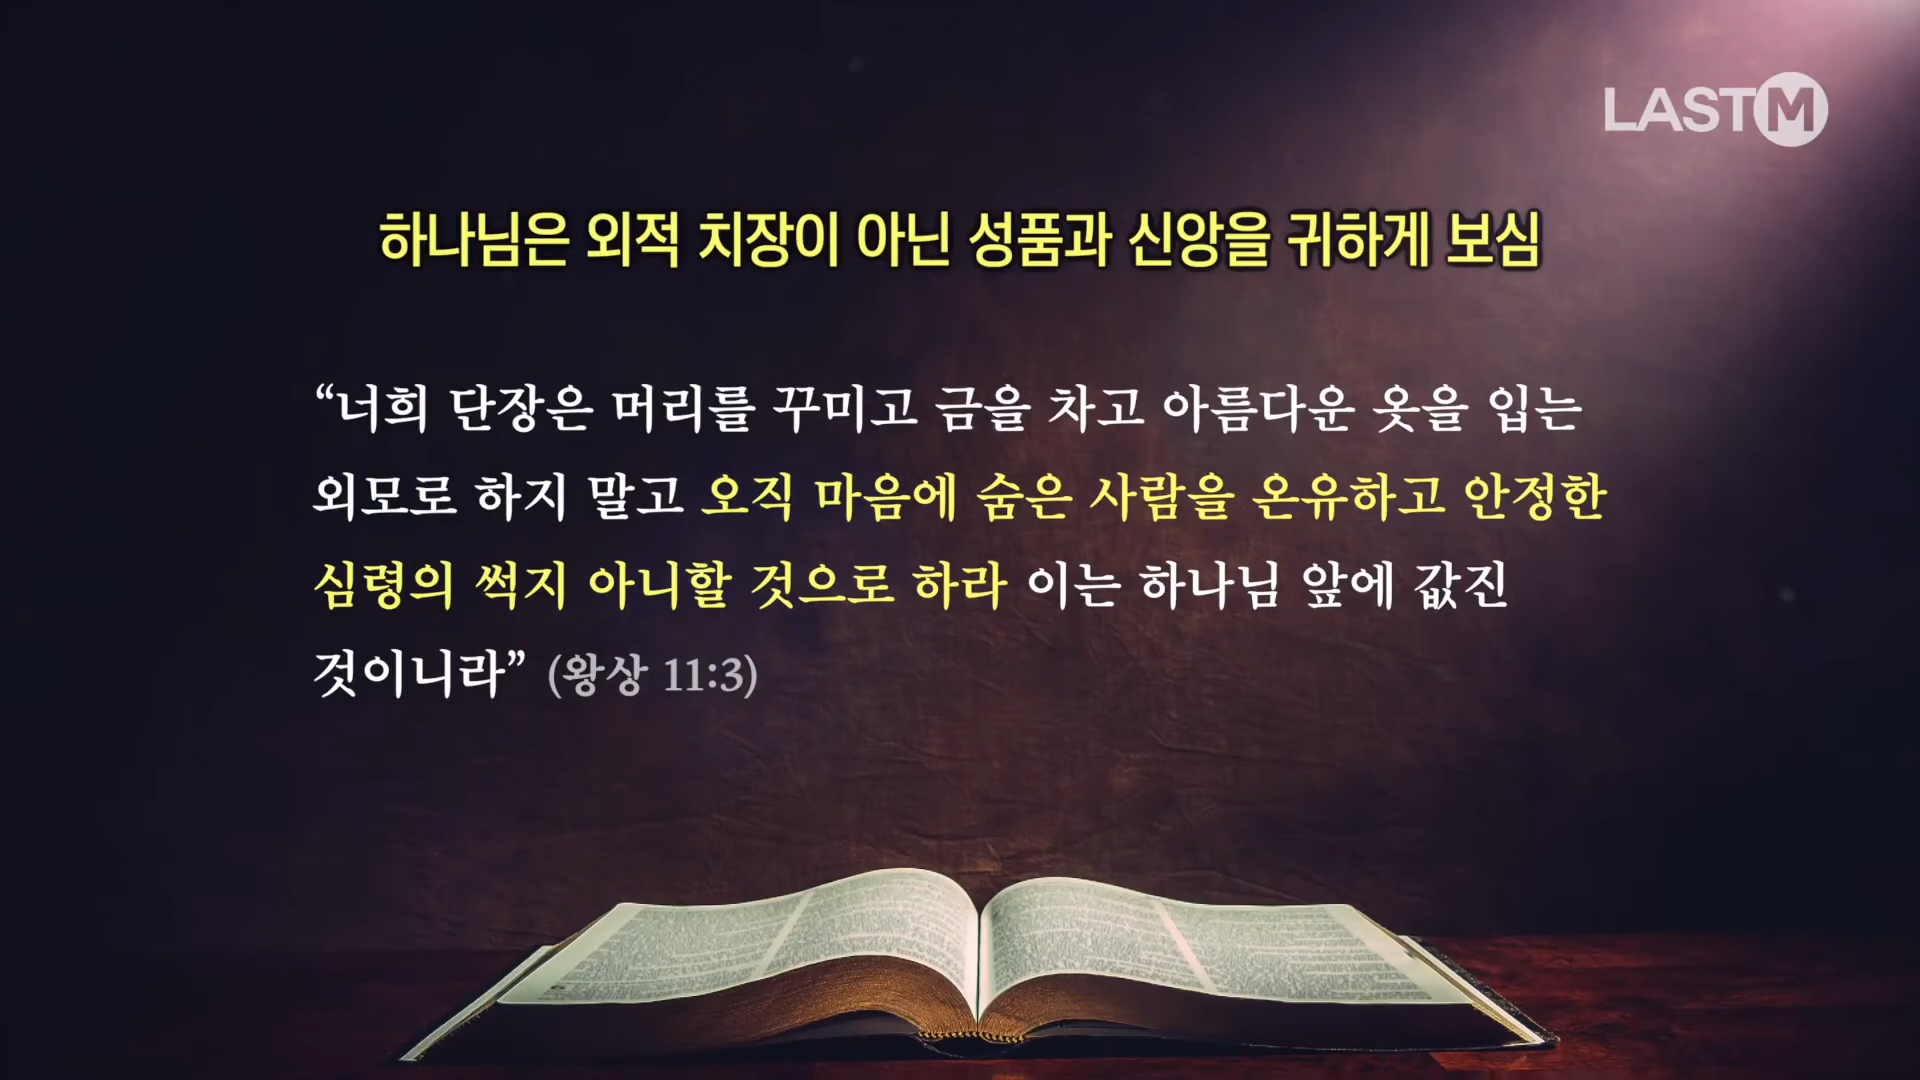 LASTM
하나님은 외적 치장이 아닌 성품과 신앙을 귀하게 보심
“너희 단장은 머리를 꾸미고 금을 차고 아름다운 옷을 입는
외모로 하지 말고 오직 마음에 숨은 사람을 온유하고 안정한
심령의 썩지 아니할 것으로 하라 이는 하나님 앞에 값진
것이니라” (왕상 11:3)